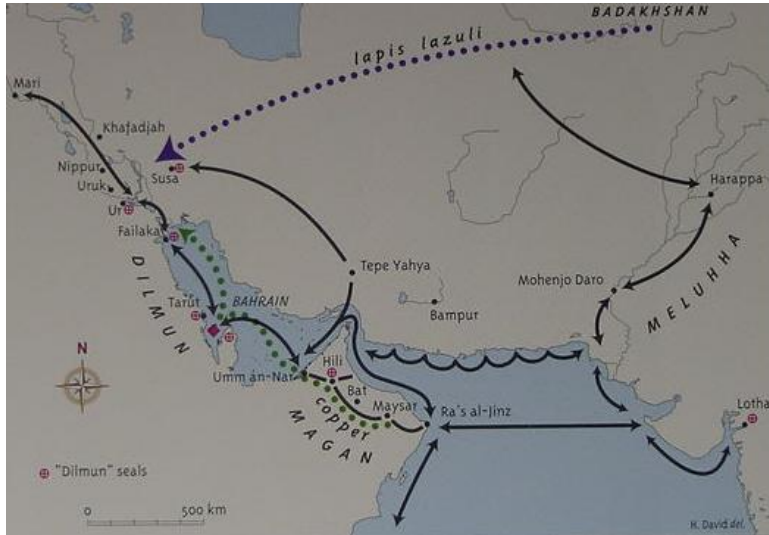 BADAKHSHAN
lapis lazuli
Mari
Khafadjah
Nippur
Uruk
Ur
Susa
Failaka
Harappa
DILMUN
Tepe Yahya
Mohenjo Daro
MELUHHA
Tarut
BAHRAIN
Bampur
N
Umm an-Nar
Hili
Bat
copper
Maysar
MAGAN
Ra's al-Jinz
Lotha
"Dilmun" seals
0 500 km
H. David del.